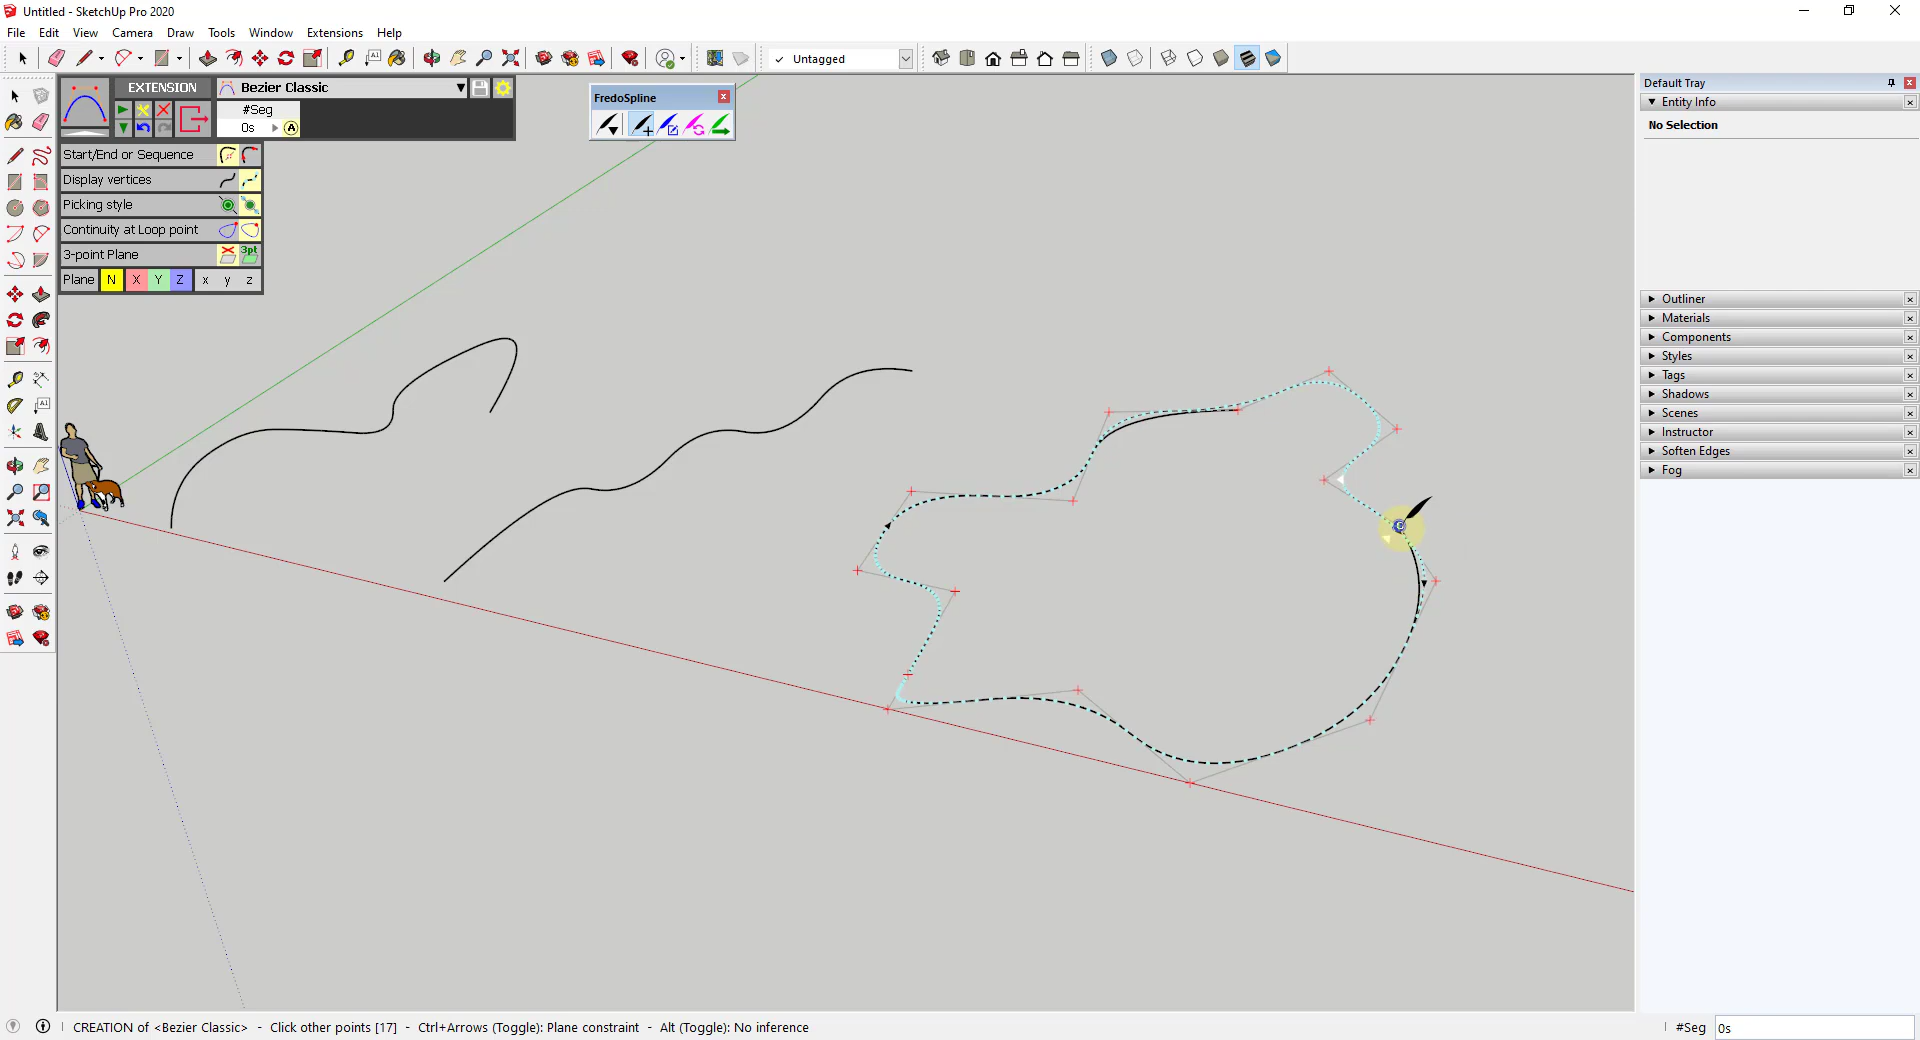 Untitled - SketchUp Pro 2020
File Edit View Camera Draw Tools Window Extensions Help
Untagged
EXTENSION
Bezier Classic
#Seg
0s
A
FredoSpline
Start/End or Sequence
Display vertices
Picking style
Continuity at Loop point
3-point Plane
3pt
Plane N X Y Z x y z
Default Tray
Entity Info
No Selection
Outliner
Materials
Components
Styles
Tags
Shadows
Scenes
Instructor
Soften Edges
Fog
CREATION of <Bezier Classic> - Click other points [17] - Ctrl+Arrows (Toggle): Plane constraint - Alt (Toggle): No inference
#Seg 0s